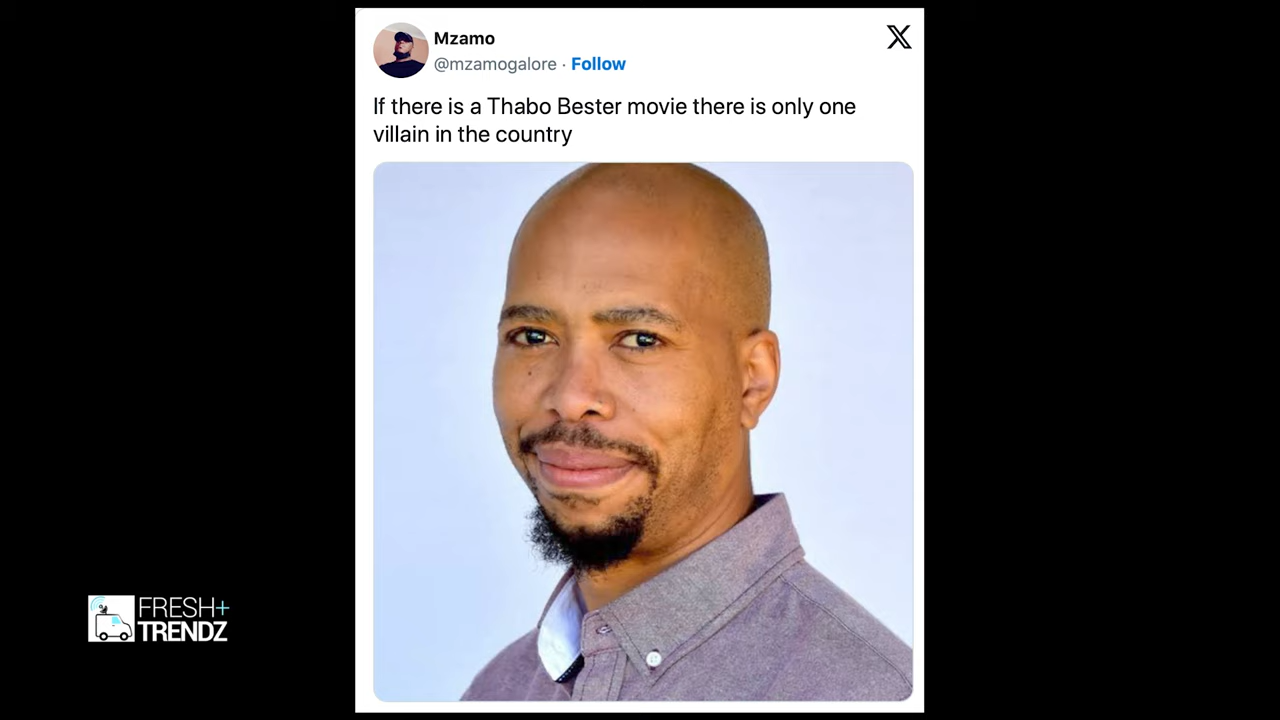 Mzamo
@mzamogalore · Follow
If there is a Thabo Bester movie there is only one
villain in the country
FRESH+
TRENDZ